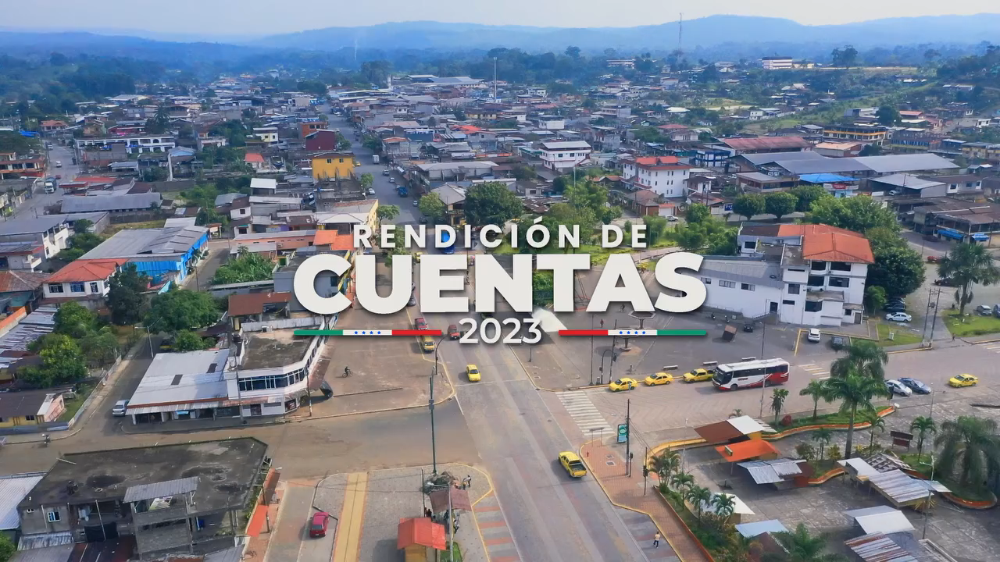 RENDICIÓN DE
CUENTAS
2023